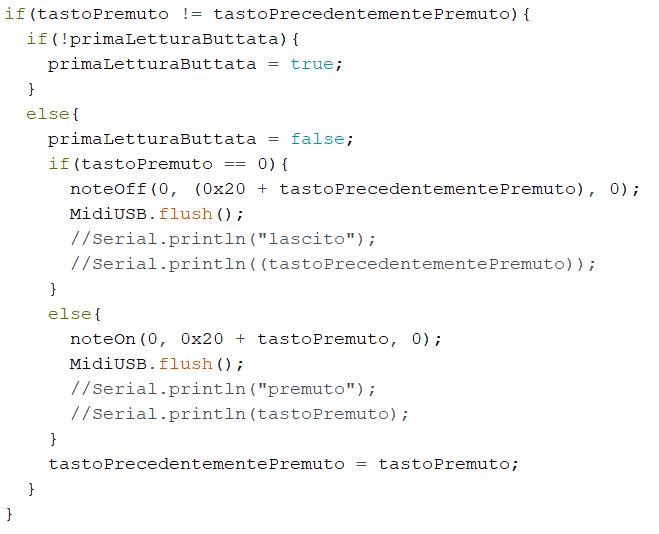 if(tastoPremuto != tastoPrecedentementePremuto){
  if(!primaLetturaButtata){
    primaLetturaButtata = true;
  }
  else{
    primaLetturaButtata = false;
    if(tastoPremuto == 0){
      noteOff(0, (0x20 + tastoPrecedentementePremuto), 0);
      MidiUSB.flush();
      //Serial.println("lascito");
      //Serial.println((tastoPrecedentementePremuto));
    }
    else{
      noteOn(0, 0x20 + tastoPremuto, 0);
      MidiUSB.flush();
      //Serial.println("premuto");
      //Serial.println(tastoPremuto);
    }
    tastoPrecedentementePremuto = tastoPremuto;
  }
}